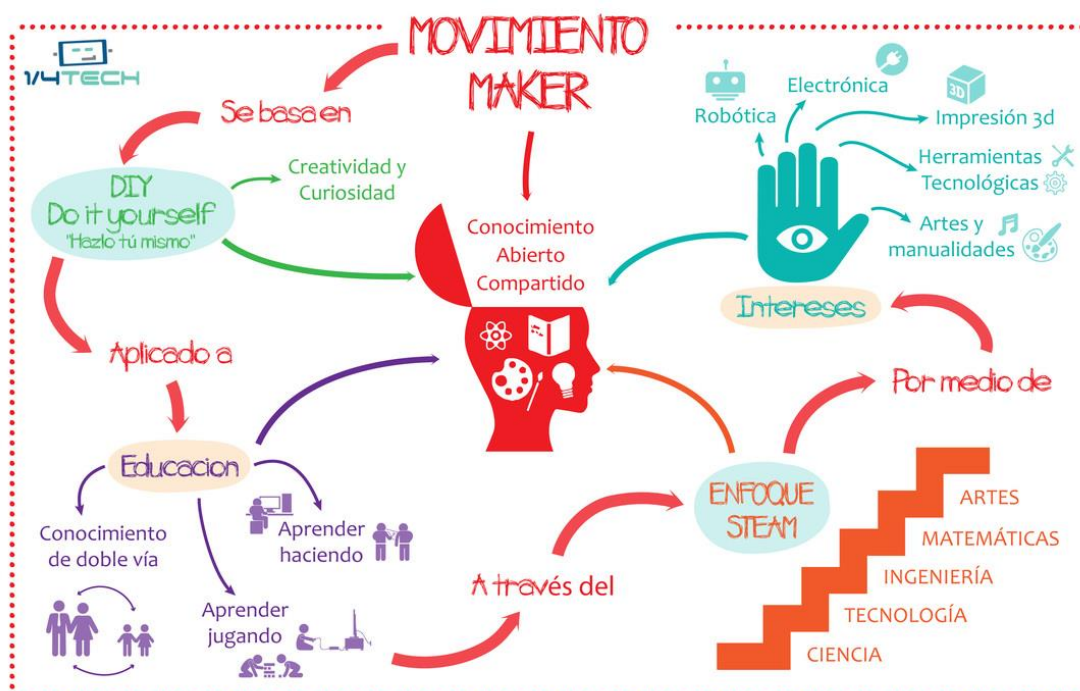 MOVIMIENTO
MAKER
1/4TECH
Se basa en
DIY
Do it yourself
"Hazlo tú mismo"
Creatividad y
Curiosidad
Conocimiento
Abierto
Compartido
Robótica
Electrónica
3D
Impresión 3d
Herramientas
Tecnológicas
Artes y
manualidades
Intereses
Aplicado a
Educacion
Conocimiento
de doble vía
Aprender
haciendo
Aprender
jugando
A través del
ENFOQUE
STEAM
Por medio de
ARTES
MATEMÁTICAS
INGENIERÍA
TECNOLOGÍA
CIENCIA